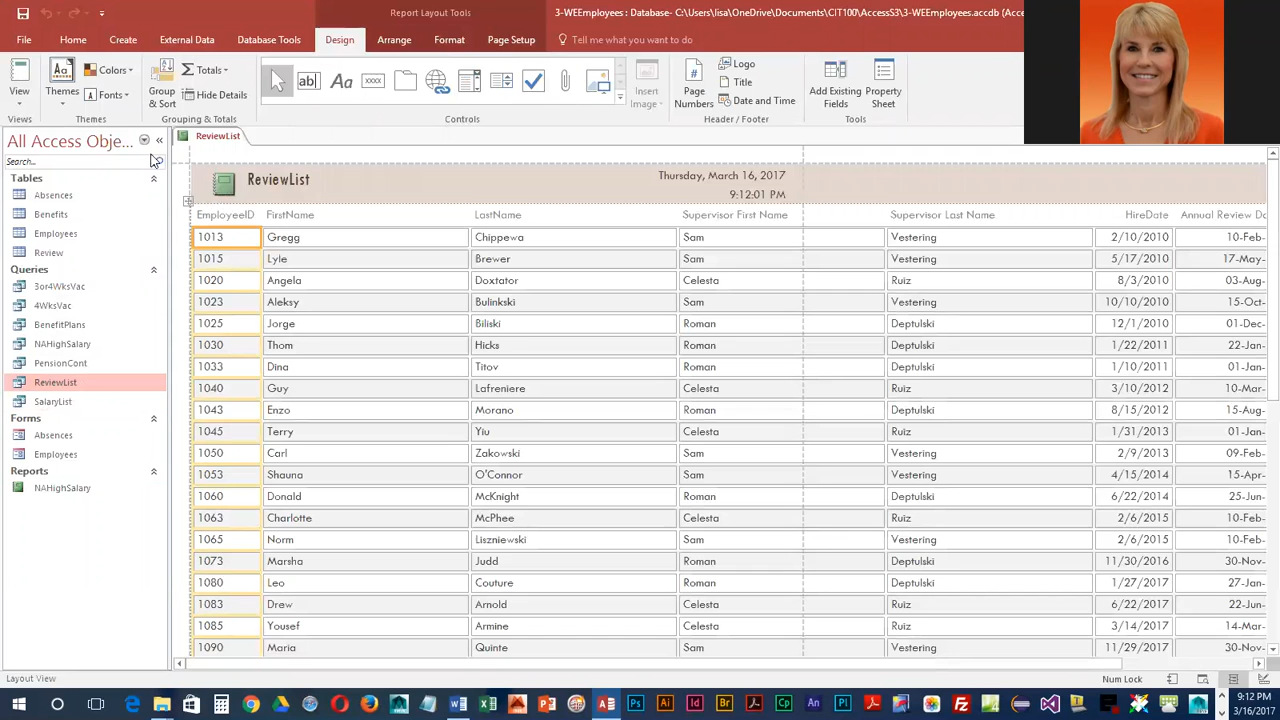 Report Layout Tools
3-WEEmployees : Database- C:\Users\lisa\OneDrive\Documents\CIT100\AccessS3\3-WEEmployees.accdb (Acce
File Home Create External Data Database Tools Design Arrange Format Page Setup Tell me what you want to do
View
Themes
Colors
Fonts
Group & Sort
Totals
Hide Details
Aa
ab
xxxx
Insert Image
Page Numbers
Logo
Title
Date and Time
Add Existing Fields
Property Sheet
Views Themes Grouping & Totals Controls Header / Footer Tools
All Access Obje...
Search...
Tables
Absences
Benefits
Employees
Review
Queries
3or4WksVac
4WksVac
BenefitPlans
NAHighSalary
PensionCont
ReviewList
SalaryList
Forms
Absences
Employees
Reports
NAHighSalary
ReviewList
ReviewList
Thursday, March 16, 2017
9:12:01 PM
EmployeeID FirstName LastName Supervisor First Name Supervisor Last Name HireDate Annual Review Da
1013 Gregg Chippewa Sam Vestering 2/10/2010 10-Feb-
1015 Lyle Brewer Sam Vestering 5/17/2010 17-May-
1020 Angela Doxtator Celesta Ruiz 8/3/2010 03-Aug-
1023 Aleksy Bulinkski Sam Vestering 10/10/2010 15-Oct-
1025 Jorge Biliski Roman Deptulski 12/1/2010 01-Dec-
1030 Thom Hicks Roman Deptulski 1/22/2011 22-Jan-
1033 Dina Titov Roman Deptulski 1/10/2011 01-Jan-
1040 Guy Lafreniere Celesta Ruiz 3/10/2012 10-Mar-
1043 Enzo Morano Roman Deptulski 8/15/2012 15-Aug-
1045 Terry Yiu Celesta Ruiz 1/31/2013 01-Jan-
1050 Carl Zakowski Sam Vestering 2/9/2013 09-Feb-
1053 Shauna O'Connor Sam Vestering 4/15/2014 15-Apr-
1060 Donald McKnight Roman Deptulski 6/22/2014 25-Jun-
1063 Charlotte McPhee Celesta Ruiz 2/6/2015 10-Feb-
1065 Norm Liszniewski Sam Vestering 2/6/2015 10-Feb-
1073 Marsha Judd Roman Deptulski 11/30/2016 30-Nov-
1080 Leo Couture Roman Deptulski 1/27/2017 27-Jan-
1083 Drew Arnold Celesta Ruiz 6/22/2017 22-Jun-
1085 Yousef Armine Celesta Ruiz 3/14/2017 14-Mar-
1090 Maria Quinte Sam Vestering 11/29/2017 30-Nov-
Layout View
Num Lock
Ps Ai Id Br Cp An Pl Fz
9:12 PM
3/16/2017